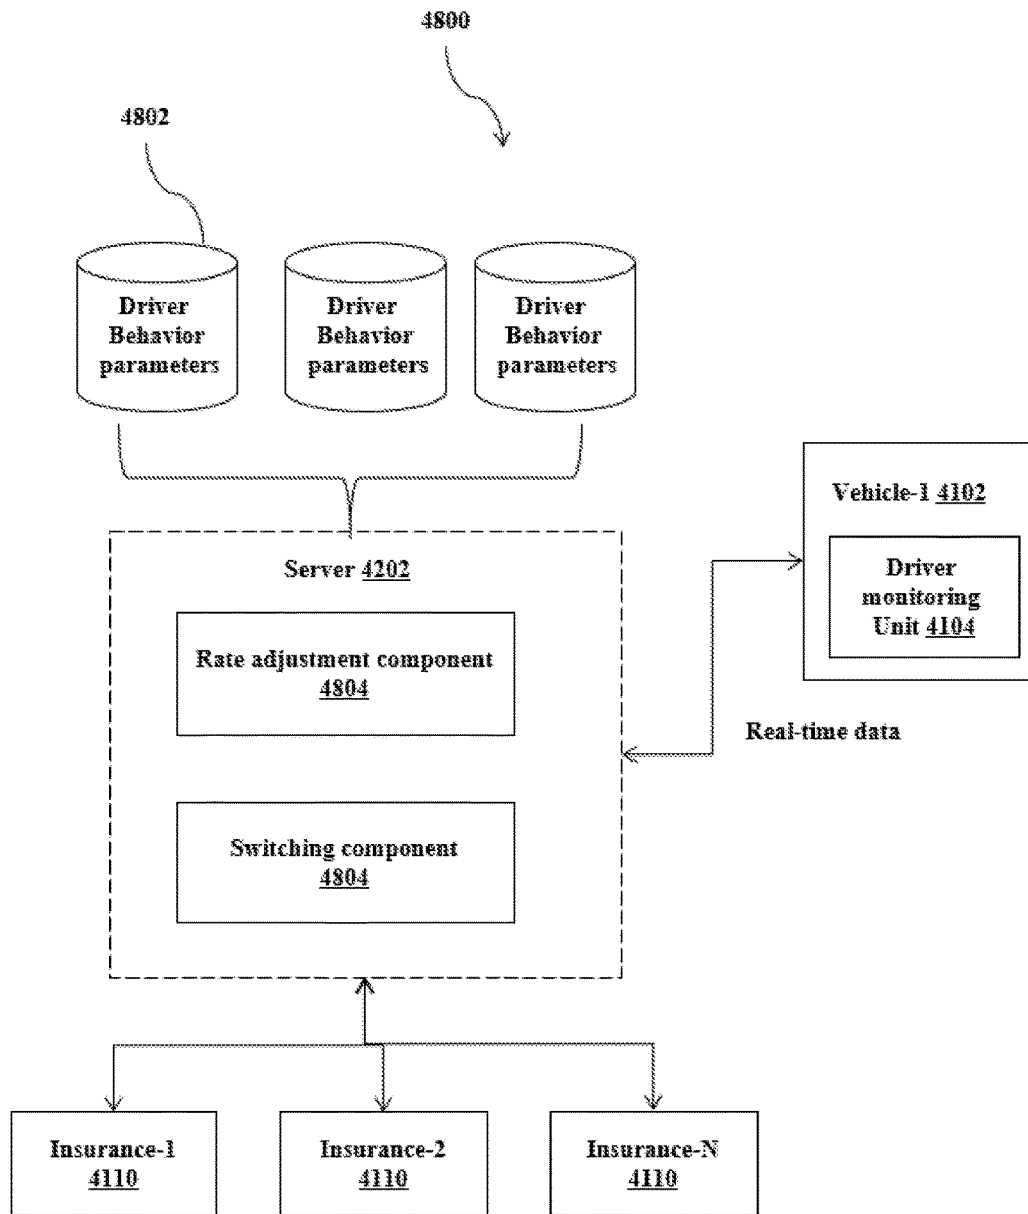 4800
4802
Driver
Behavior
parameters
Driver
Behavior
parameters
Driver
Behavior
parameters
Vehicle-1 4102
Driver
monitoring
Unit 4104
Server 4202
Rate adjustment component
4804
Real-time data
Switching component
4804
Insurance-1
4110
Insurance-2
4110
Insurance-N
4110